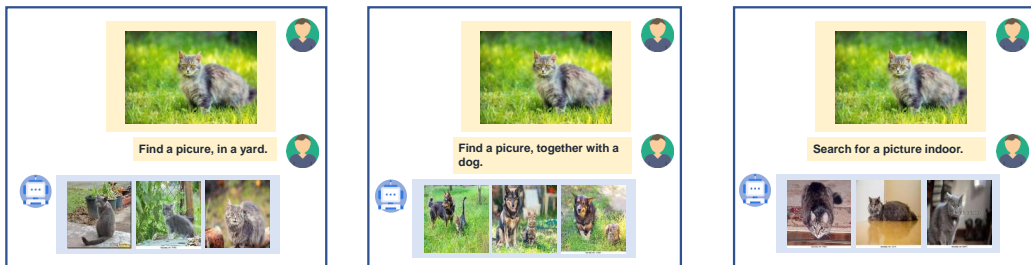 Find a picure, in a yard.
Find a picure, together with a
dog.
Search for a picture indoor.